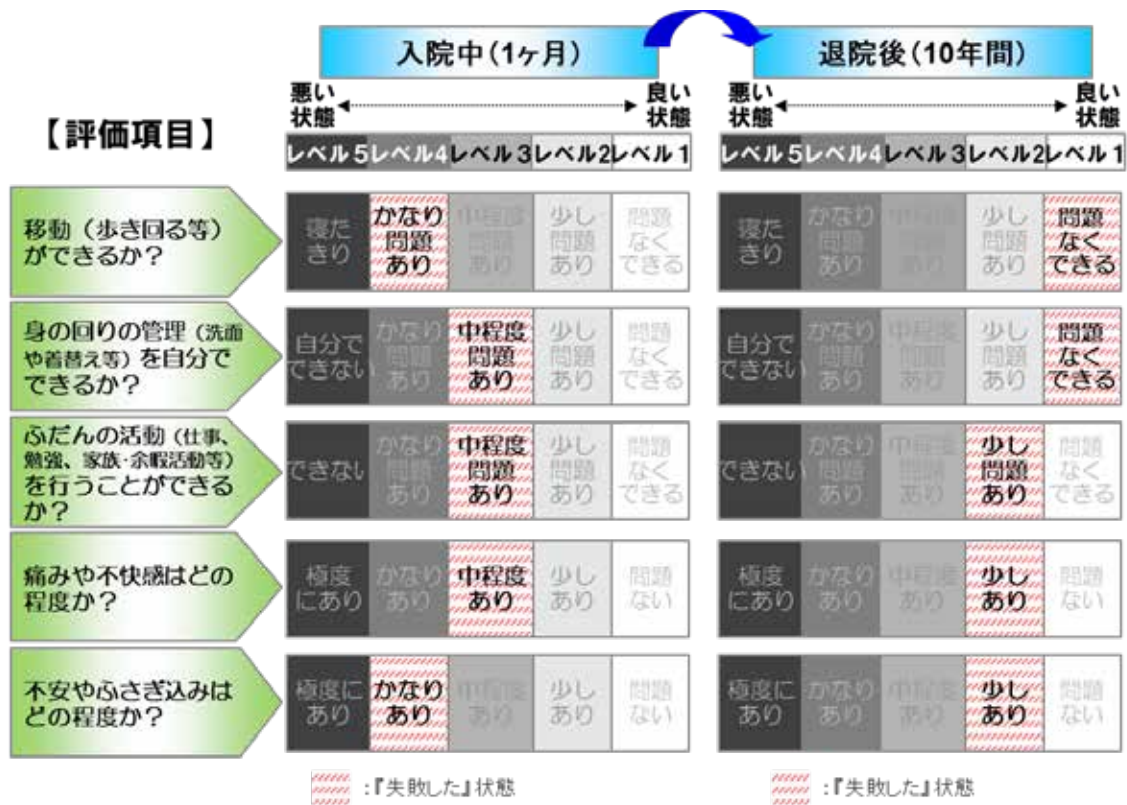 入院中(1ヶ月)
退院後(10年間)
悪い
状態
良い
状態
悪い
状態
良い
状態
【評価項目】
レベル5 レベル4 レベル3 レベル2 レベル1
レベル5 レベル4 レベル3 レベル2 レベル1
移動(歩き回る等)
ができるか?
寝た
きり
かなり
問題
あり
中程度
問題
あり
少し
問題
あり
問題
なく
できる
寝た
きり
かなり
問題
あり
中程度
問題
あり
少し
問題
あり
問題
なく
できる
身の回りの管理(洗面
や着替え等)を自分で
できるか?
自分で
できない
かなり
問題
あり
中程度
問題
あり
少し
問題
あり
問題
なく
できる
自分で
できない
かなり
問題
あり
中程度
問題
あり
少し
問題
あり
問題
なく
できる
ふだんの活動(仕事、
勉強、家族・余暇活動等)
を行うことができる
か?
できない
かなり
問題
あり
中程度
問題
あり
少し
問題
あり
問題
なく
できる
できない
かなり
問題
あり
中程度
問題
あり
少し
問題
あり
問題
なく
できる
痛みや不快感はどの
程度か?
極度
にあり
かなり
あり
中程度
あり
少し
あり
問題
ない
極度
にあり
かなり
あり
中程度
あり
少し
あり
問題
ない
不安やふさぎ込みは
どの程度か?
極度に
あり
かなり
あり
中程度
あり
少し
あり
問題
ない
極度に
あり
かなり
あり
中程度
あり
少し
あり
問題
ない
:『失敗した』状態
:『失敗した』状態